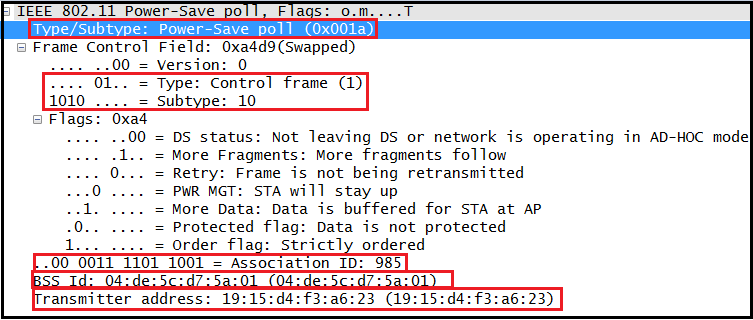 IEEE 802.11 Power-Save poll, Flags: o.m....T
Type/Subtype: Power-Save poll (0x001a)
Frame Control Field: 0xa4d9(Swapped)
.... ..00 = Version: 0
.... 01.. = Type: Control frame (1)
1010 .... = Subtype: 10
Flags: 0xa4
.... ..00 = DS status: Not leaving DS or network is operating in AD-HOC mode
.... .1.. = More Fragments: More fragments follow
.... 0... = Retry: Frame is not being retransmitted
...0 .... = PWR MGT: STA will stay up
..1. .... = More Data: Data is buffered for STA at AP
.0.. .... = Protected flag: Data is not protected
1... .... = Order flag: Strictly ordered
..00 0011 1101 1001 = Association ID: 985
BSS Id: 04:de:5c:d7:5a:01 (04:de:5c:d7:5a:01)
Transmitter address: 19:15:d4:f3:a6:23 (19:15:d4:f3:a6:23)